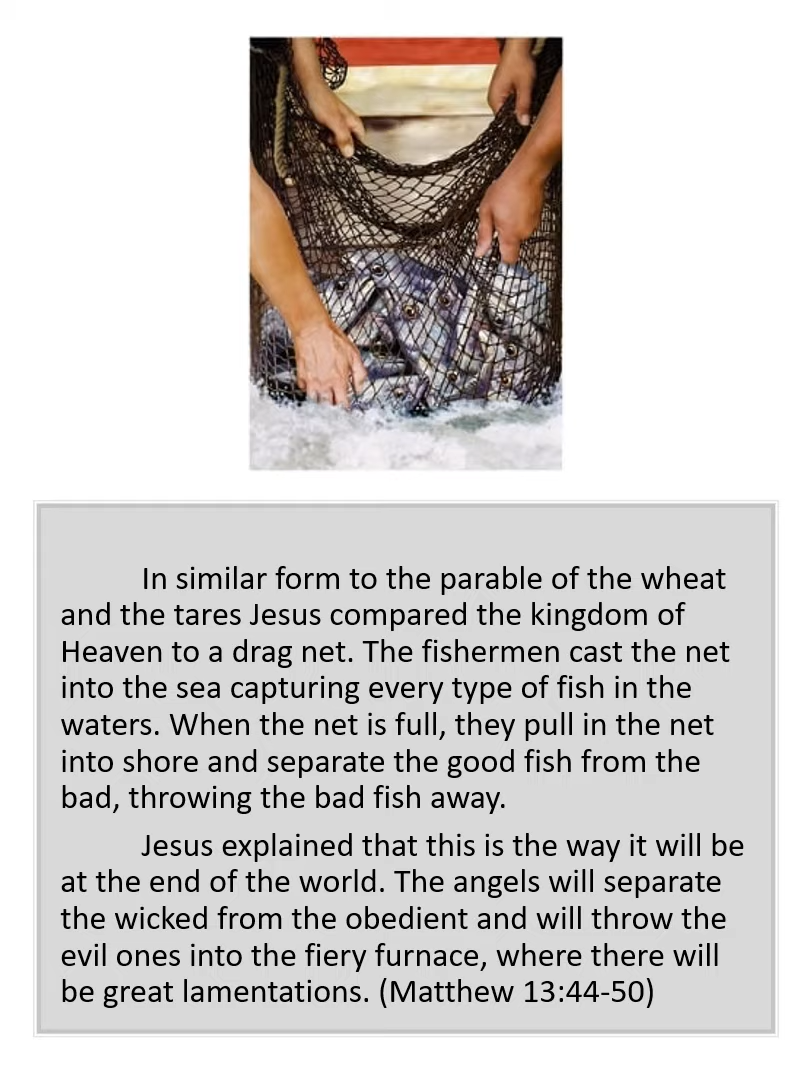 In similar form to the parable of the wheat
and the tares Jesus compared the kingdom of
Heaven to a drag net. The fishermen cast the net
into the sea capturing every type of fish in the
waters. When the net is full, they pull in the net
into shore and separate the good fish from the
bad, throwing the bad fish away.
Jesus explained that this is the way it will be
at the end of the world. The angels will separate
the wicked from the obedient and will throw the
evil ones into the fiery furnace, where there will
be great lamentations. (Matthew 13:44-50)